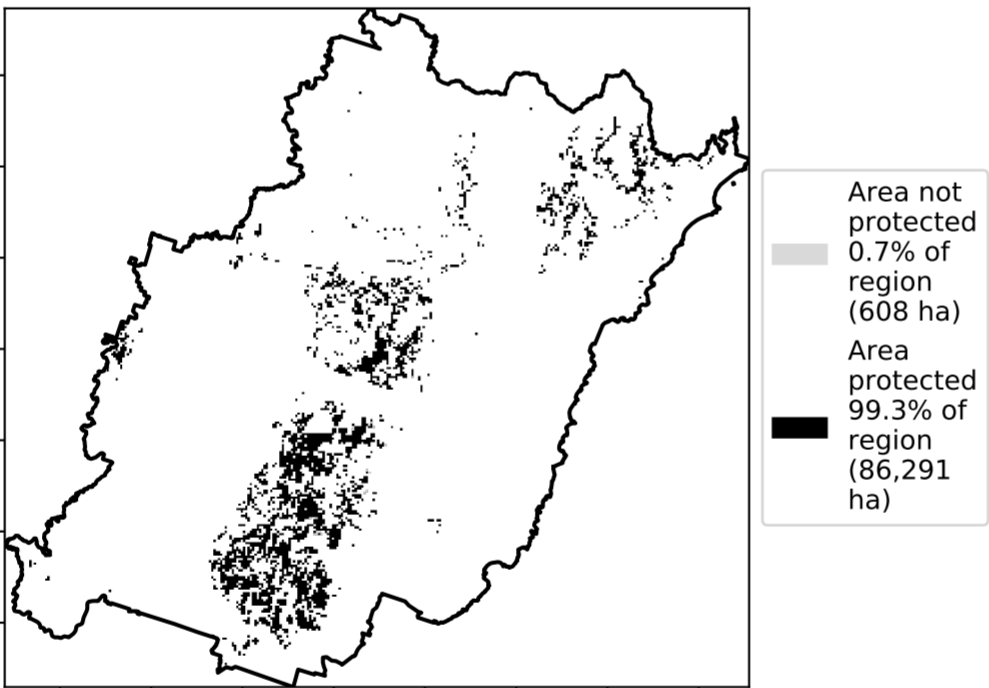 Area not
protected
0.7% of
region
(608 ha)
Area
protected
99.3% of
region
(86,291
ha)